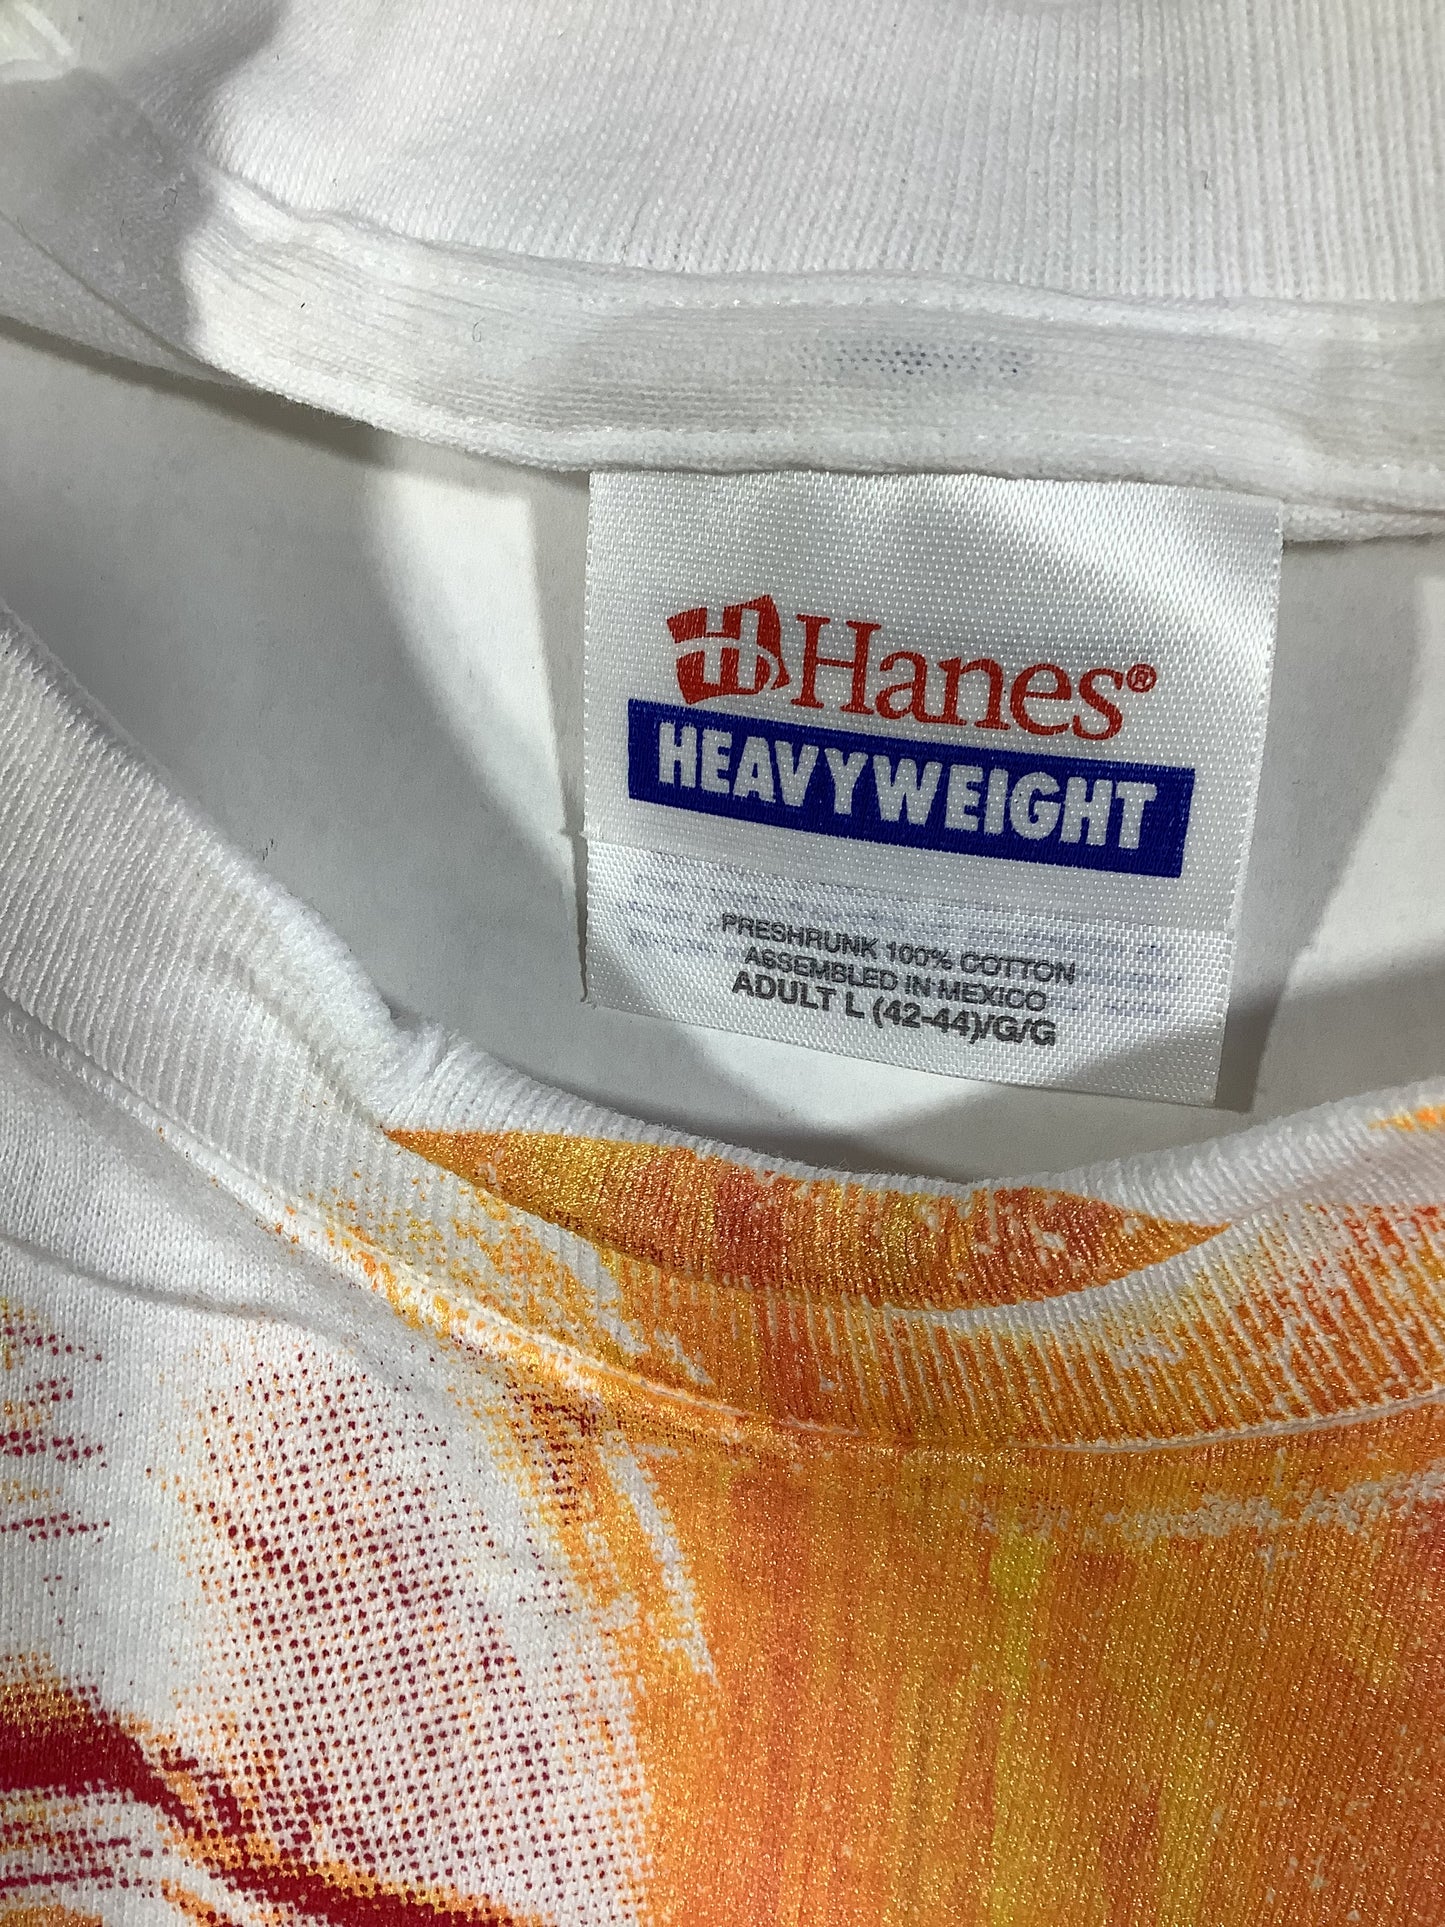 Hanes®
HEAVYWEIGHT
PRESHRUNK 100% COTTON
ASSEMBLED IN MEXICO
ADULT L (42-44)/G/G